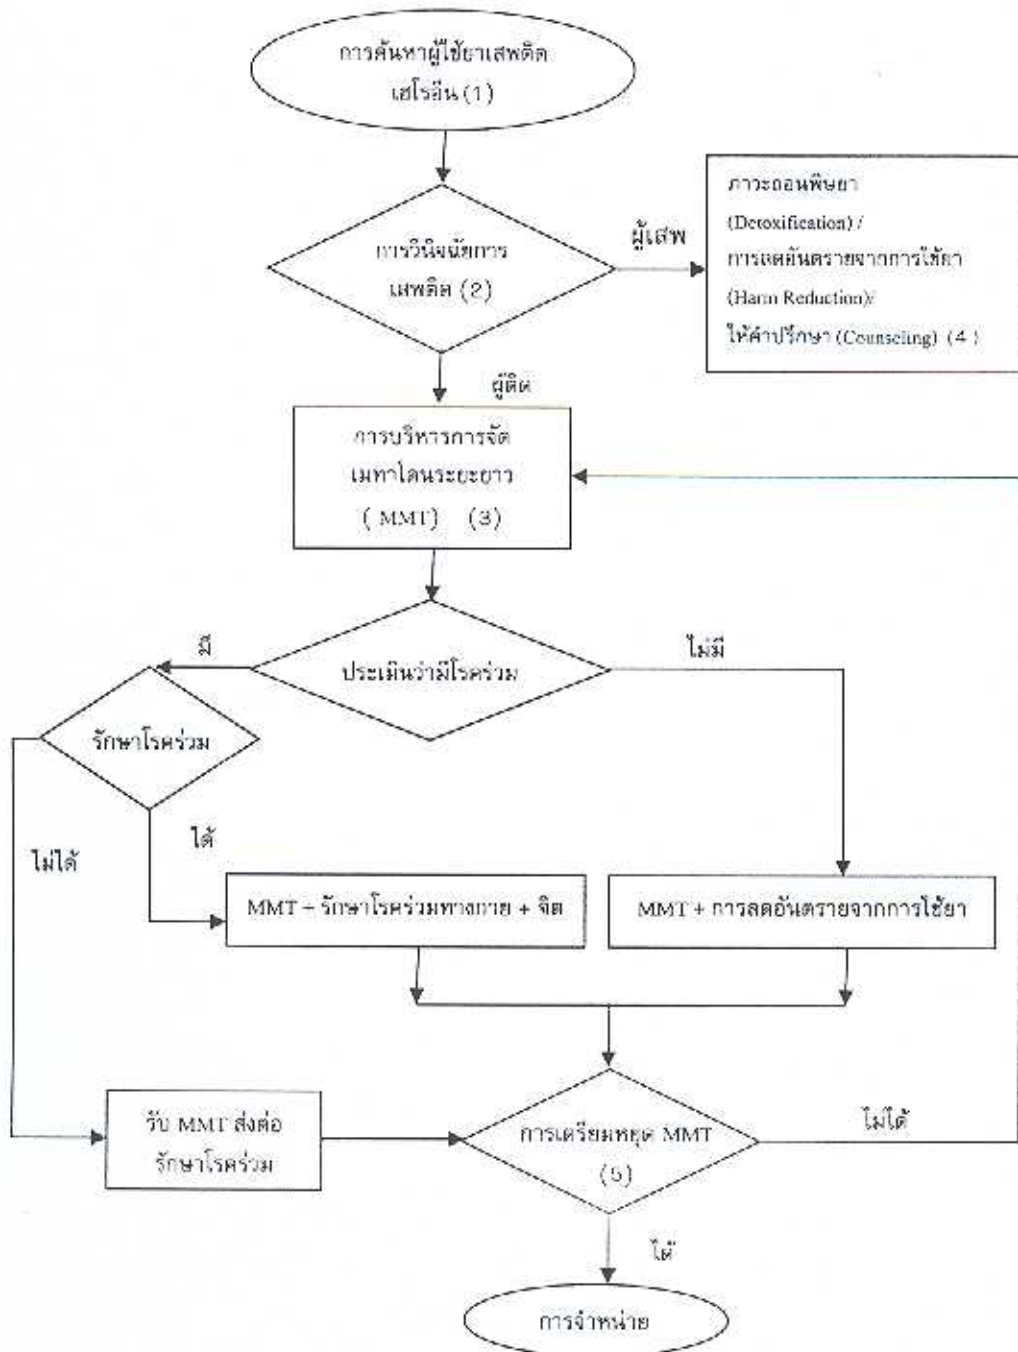 การค้นหาผู้ใช้ยาเสพติด
เฮโรอีน (1)
การวินิจฉัยการ
เสพติด (2)
ผู้เสพ
ภาวะถอนพิษยา
(Detoxification) /
การลดอันตรายจากการใช้ยา
(Harm Reduction)/
ให้คำปรึกษา (Counseling) (4)
ผู้ติด
การบริหารการจัด
เมทาโดนระยะยาว
( MMT) (3)
มี
ประเมินว่ามีโรคร่วม
ไม่มี
รักษาโรคร่วม
ได้
ไม่ได้
MMT + รักษาโรคร่วมทางกาย + จิต
MMT + การลดอันตรายจากการใช้ยา
รับ MMT ส่งต่อ
รักษาโรคร่วม
การเตรียมหยุด MMT
(5)
ไม่ได้
ได้
การจำหน่าย